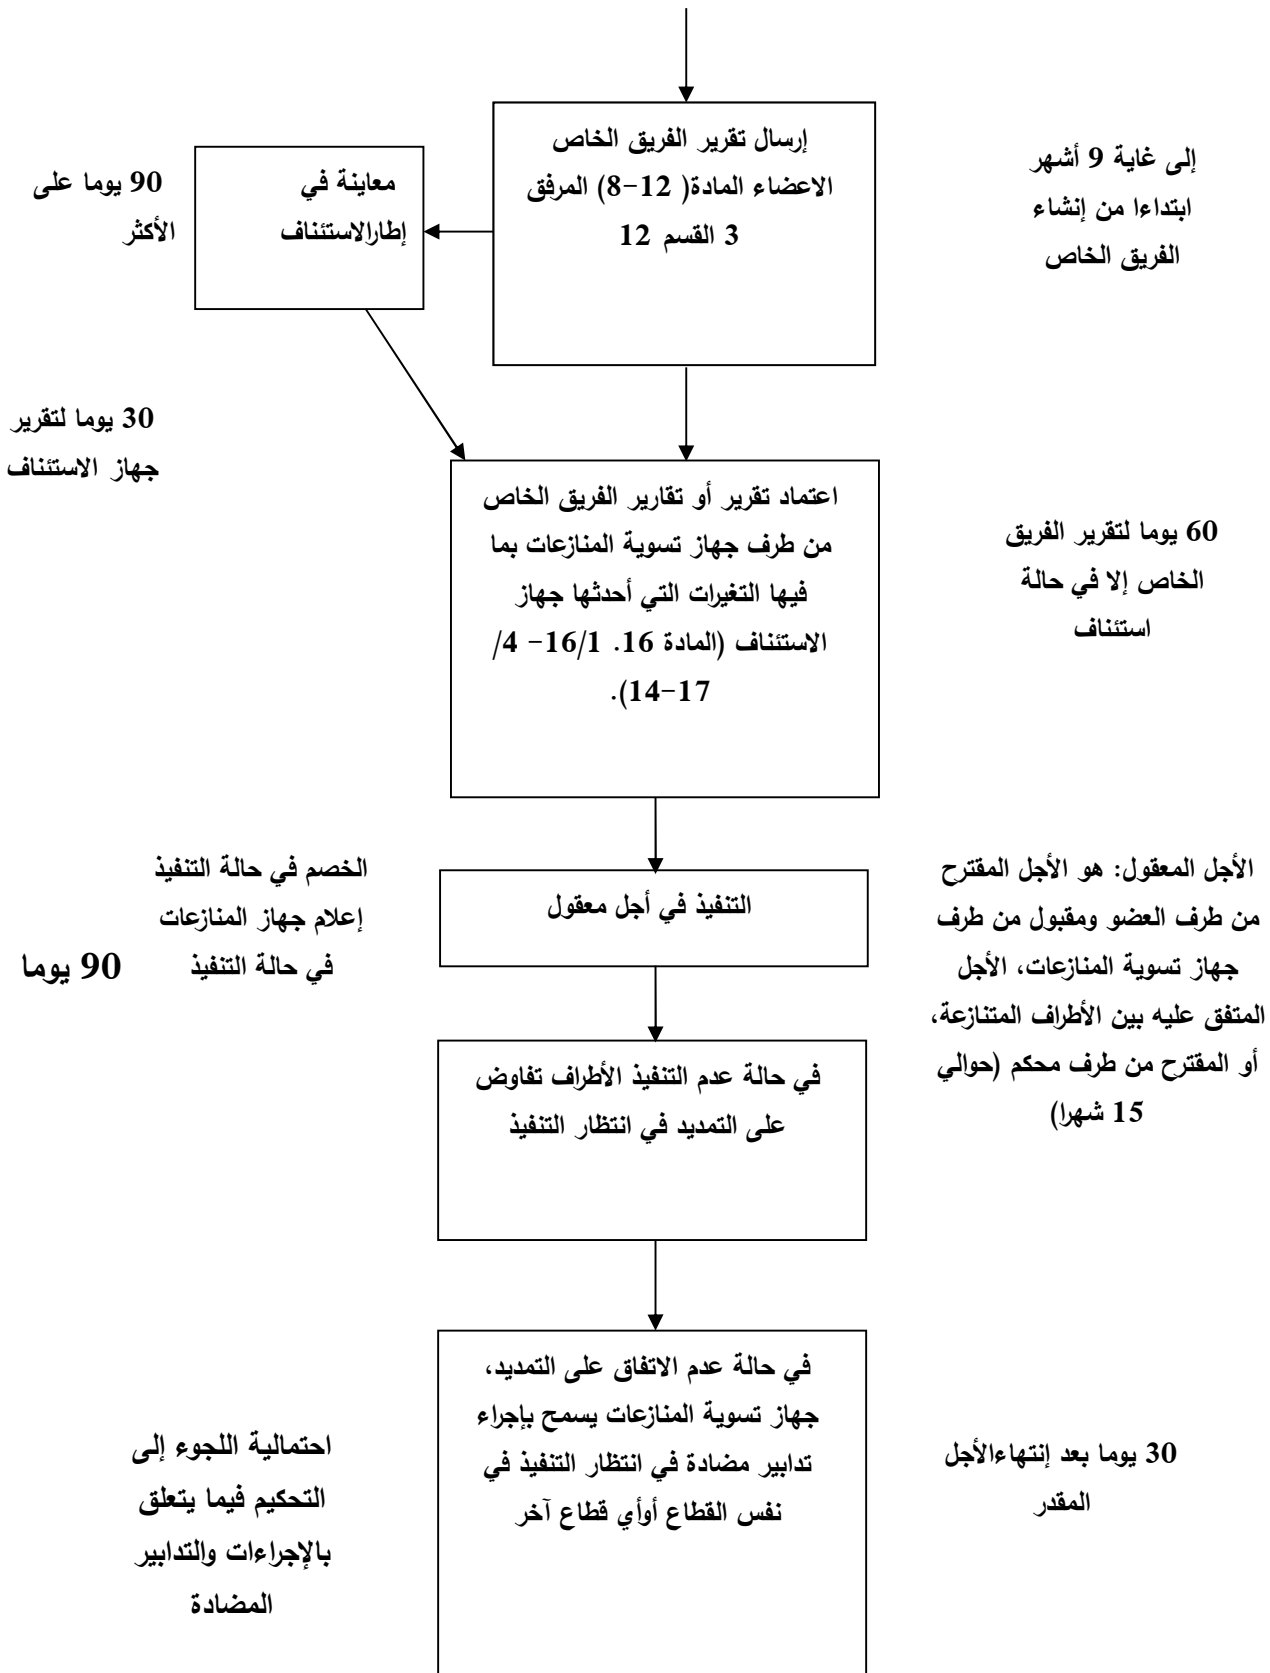 إرسال تقرير الفريق الخاص
الاعضاء المادة( 12-8) المرفق
3 القسم 12
إلى غاية 9 أشهر
ابتداءا من إنشاء
الفريق الخاص
معاينة في
إطارالاستئناف
90 يوما على
الأكثر
30 يوما لتقرير
جهاز الاستئناف
اعتماد تقرير أو تقارير الفريق الخاص
من طرف جهاز تسوية المنازعات بما
فيها التغيرات التي أحدثها جهاز
الاستئناف (المادة 16. 16/1- 4/
17-14).
60 يوما لتقرير الفريق
الخاص إلا في حالة
استئناف
التنفيذ في أجل معقول
الأجل المعقول: هو الأجل المقترح
من طرف العضو ومقبول من طرف
جهاز تسوية المنازعات، الأجل
المتفق عليه بين الأطراف المتنازعة،
أو المقترح من طرف محكم (حوالي
15 شهرا)
الخصم في حالة التنفيذ
إعلام جهاز المنازعات
في حالة التنفيذ
90 يوما
في حالة عدم التنفيذ الأطراف تفاوض
على التمديد في انتظار التنفيذ
في حالة عدم الاتفاق على التمديد،
جهاز تسوية المنازعات يسمح بإجراء
تدابير مضادة في انتظار التنفيذ في
نفس القطاع أوأي قطاع آخر
30 يوما بعد إنتهاءالأجل
المقدر
احتمالية اللجوء إلى
التحكيم فيما يتعلق
بالإجراءات والتدابير
المضادة